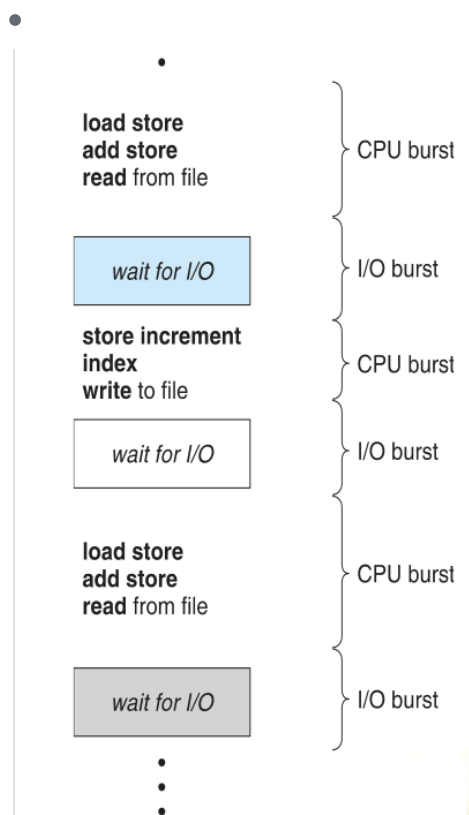 load store
add store
read from file
CPU burst
wait for I/O
I/O burst
store increment
index
write to file
CPU burst
wait for I/O
I/O burst
load store
add store
read from file
CPU burst
wait for I/O
I/O burst